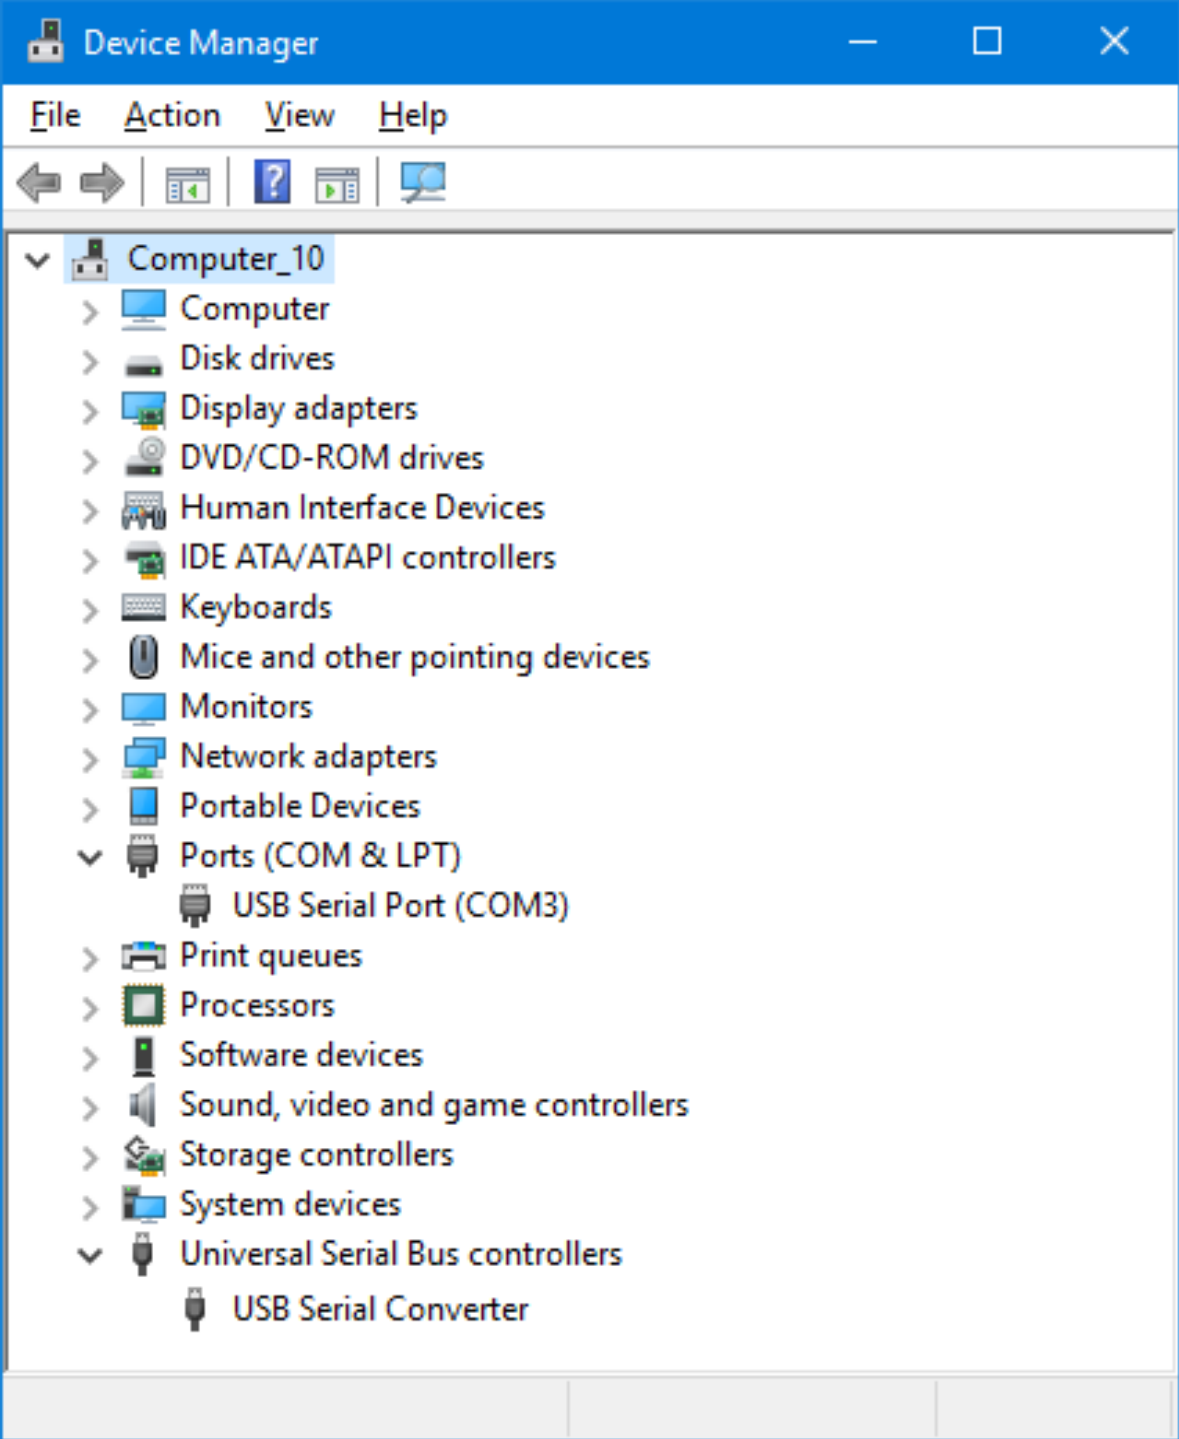 Device Manager
File Action View Help
?
Computer_10
Computer
Disk drives
Display adapters
DVD/CD-ROM drives
Human Interface Devices
IDE ATA/ATAPI controllers
Keyboards
Mice and other pointing devices
Monitors
Network adapters
Portable Devices
Ports (COM & LPT)
USB Serial Port (COM3)
Print queues
Processors
Software devices
Sound, video and game controllers
Storage controllers
System devices
Universal Serial Bus controllers
USB Serial Converter